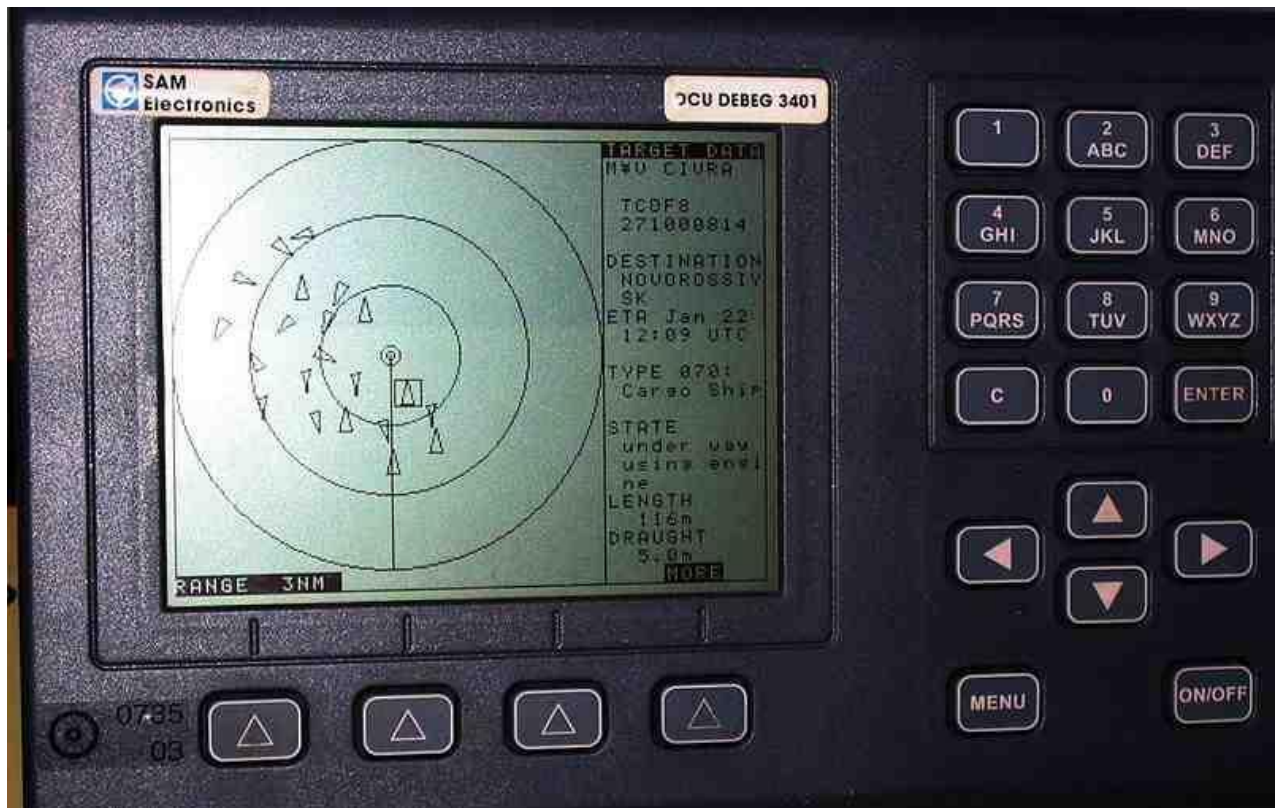 SAM
Electronics
DCU DEBEG 3401
TARGET DATA
M¥V CIVRA
TCOF8
271000814
DESTINATION
NOVOROSSIY
SK
ETA Jan 22
12:09 UTC
TYPE 070:
Cargo Ship
STATE
under way
using engi
ne
LENGTH
116m
DRAUGHT
5.0m
MORE
RANGE 3NM
1
2
ABC
3
DEF
4
GHI
5
JKL
6
MNO
7
PQRS
8
TUV
9
WXYZ
C
0
ENTER
MENU
ON/OFF
0735
03